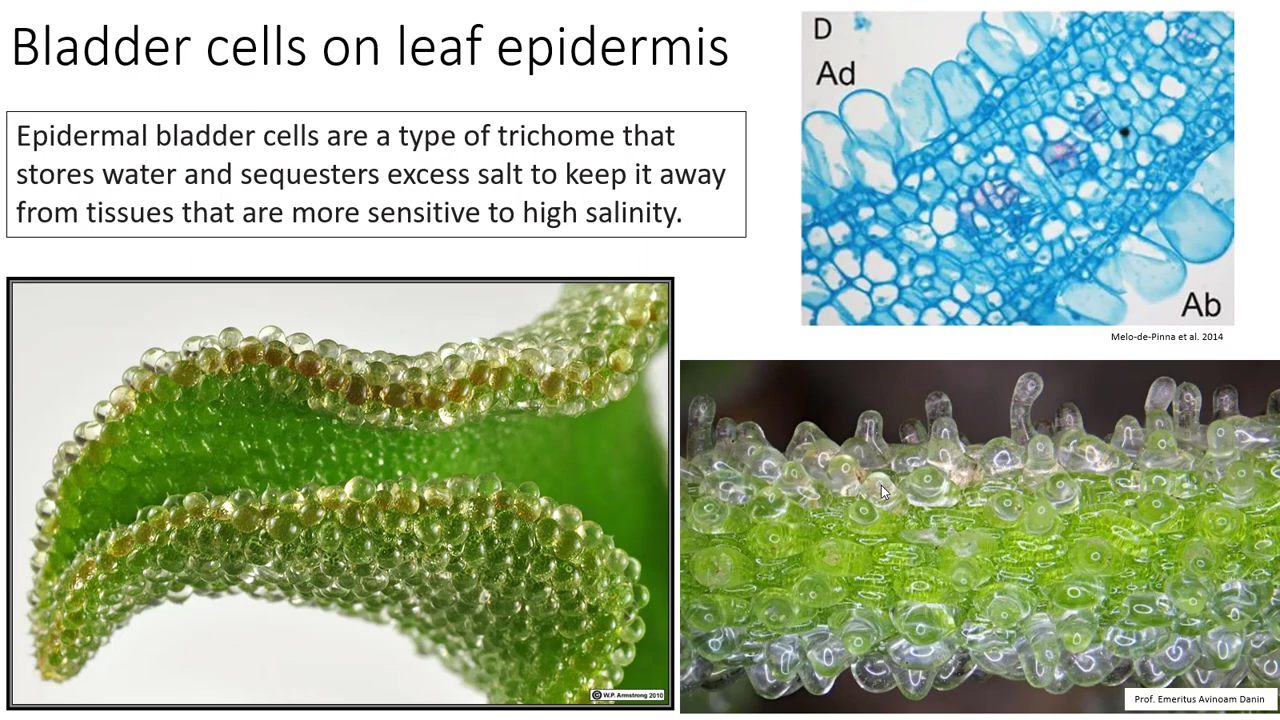 Bladder cells on leaf epidermis
Epidermal bladder cells are a type of trichome that
stores water and sequesters excess salt to keep it away
from tissues that are more sensitive to high salinity.
D
Ad
Ab
Melo-de-Pinna et al. 2014
© W.P. Armstrong 2010
Prof. Emeritus Avinoam Danin